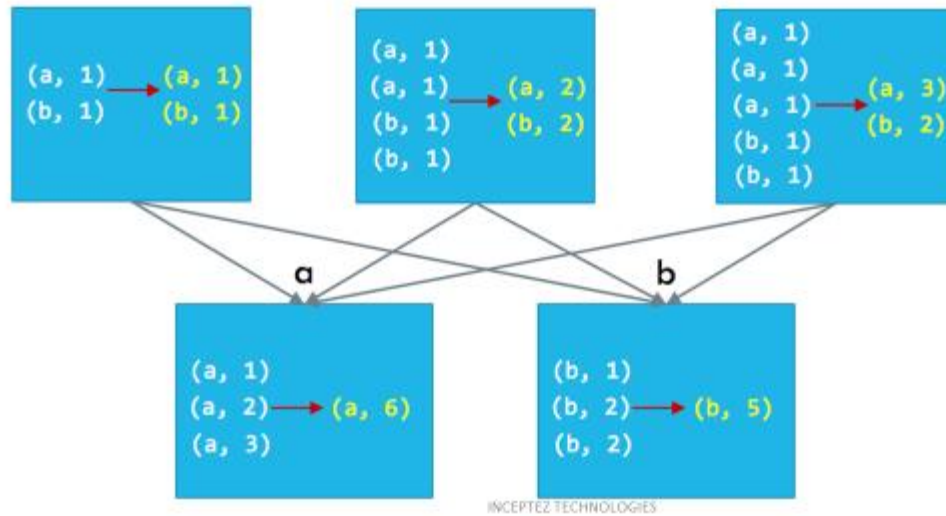 (a, 1)
(b, 1)
(a, 1)
(b, 1)
(a, 1)
(a, 1)
(b, 1)
(b, 1)
(a, 2)
(b, 2)
(a, 1)
(a, 1)
(a, 1)
(b, 1)
(b, 1)
(a, 3)
(b, 2)
a
b
(a, 1)
(a, 2)
(a, 3)
(a, 6)
(b, 1)
(b, 2)
(b, 2)
(b, 5)
INCEPTEZ TECHNOLOGIES